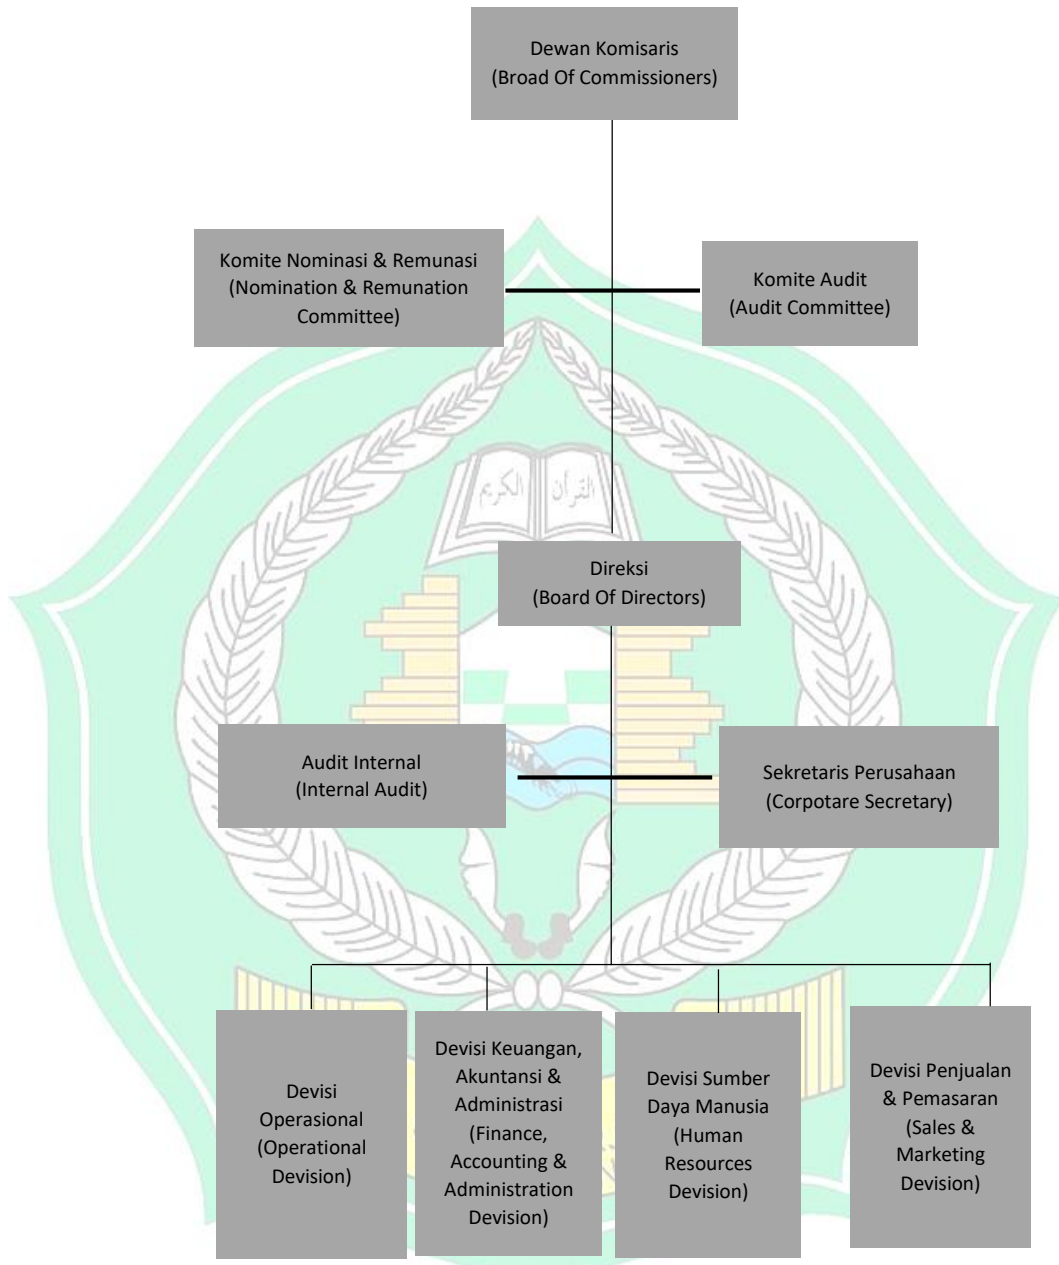 Dewan Komisaris
(Broad Of Commissioners)
Komite Nominasi & Remunasi
(Nomination & Remunation
Committee)
Komite Audit
(Audit Committee)
القرآن الكريم
Direksi
(Board Of Directors)
Audit Internal
(Internal Audit)
Sekretaris Perusahaan
(Corpotare Secretary)
Devisi
Operasional
(Operational
Devision)
Devisi Keuangan,
Akuntansi &
Administrasi
(Finance,
Accounting &
Administration
Devision)
Devisi Sumber
Daya Manusia
(Human
Resources
Devision)
Devisi Penjualan
& Pemasaran
(Sales &
Marketing
Devision)